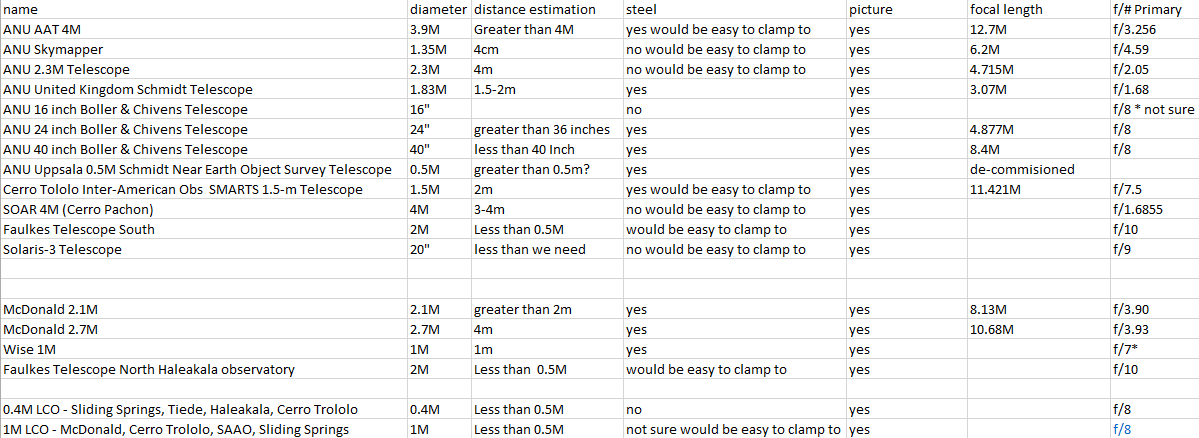 name diameter distance estimation steel picture focal length f/# Primary
ANU AAT 4M 3.9M Greater than 4M yes would be easy to clamp to yes 12.7M f/3.256
ANU Skymapper 1.35M 4cm no would be easy to clamp to yes 6.2M f/4.59
ANU 2.3M Telescope 2.3M 4m no would be easy to clamp to yes 4.715M f/2.05
ANU United Kingdom Schmidt Telescope 1.83M 1.5-2m yes yes 3.07M f/1.68
ANU 16 inch Boller & Chivens Telescope 16" no yes f/8 * not sure
ANU 24 inch Boller & Chivens Telescope 24" greater than 36 inches yes yes 4.877M f/8
ANU 40 inch Boller & Chivens Telescope 40" less than 40 Inch yes yes 8.4M f/8
ANU Uppsala 0.5M Schmidt Near Earth Object Survey Telescope 0.5M greater than 0.5m? yes yes de-commisioned
Cerro Tololo Inter-American Obs SMARTS 1.5-m Telescope 1.5M 2m yes would be easy to clamp to yes 11.421M f/7.5
SOAR 4M (Cerro Pachon) 4M 3-4m no would be easy to clamp to yes f/1.6855
Faulkes Telescope South 2M Less than 0.5M would be easy to clamp to yes f/10
Solaris-3 Telescope 20" less than we need no would be easy to clamp to yes f/9
McDonald 2.1M 2.1M greater than 2m yes yes 8.13M f/3.90
McDonald 2.7M 2.7M 4m yes yes 10.68M f/3.93
Wise 1M 1M 1m yes yes f/7*
Faulkes Telescope North Haleakala observatory 2M Less than 0.5M would be easy to clamp to yes f/10
0.4M LCO - Sliding Springs, Tiede, Haleakala, Cerro Trololo 0.4M Less than 0.5M no yes f/8
1M LCO - McDonald, Cerro Trololo, SAAO, Sliding Springs 1M Less than 0.5M not sure would be easy to clamp to yes f/8